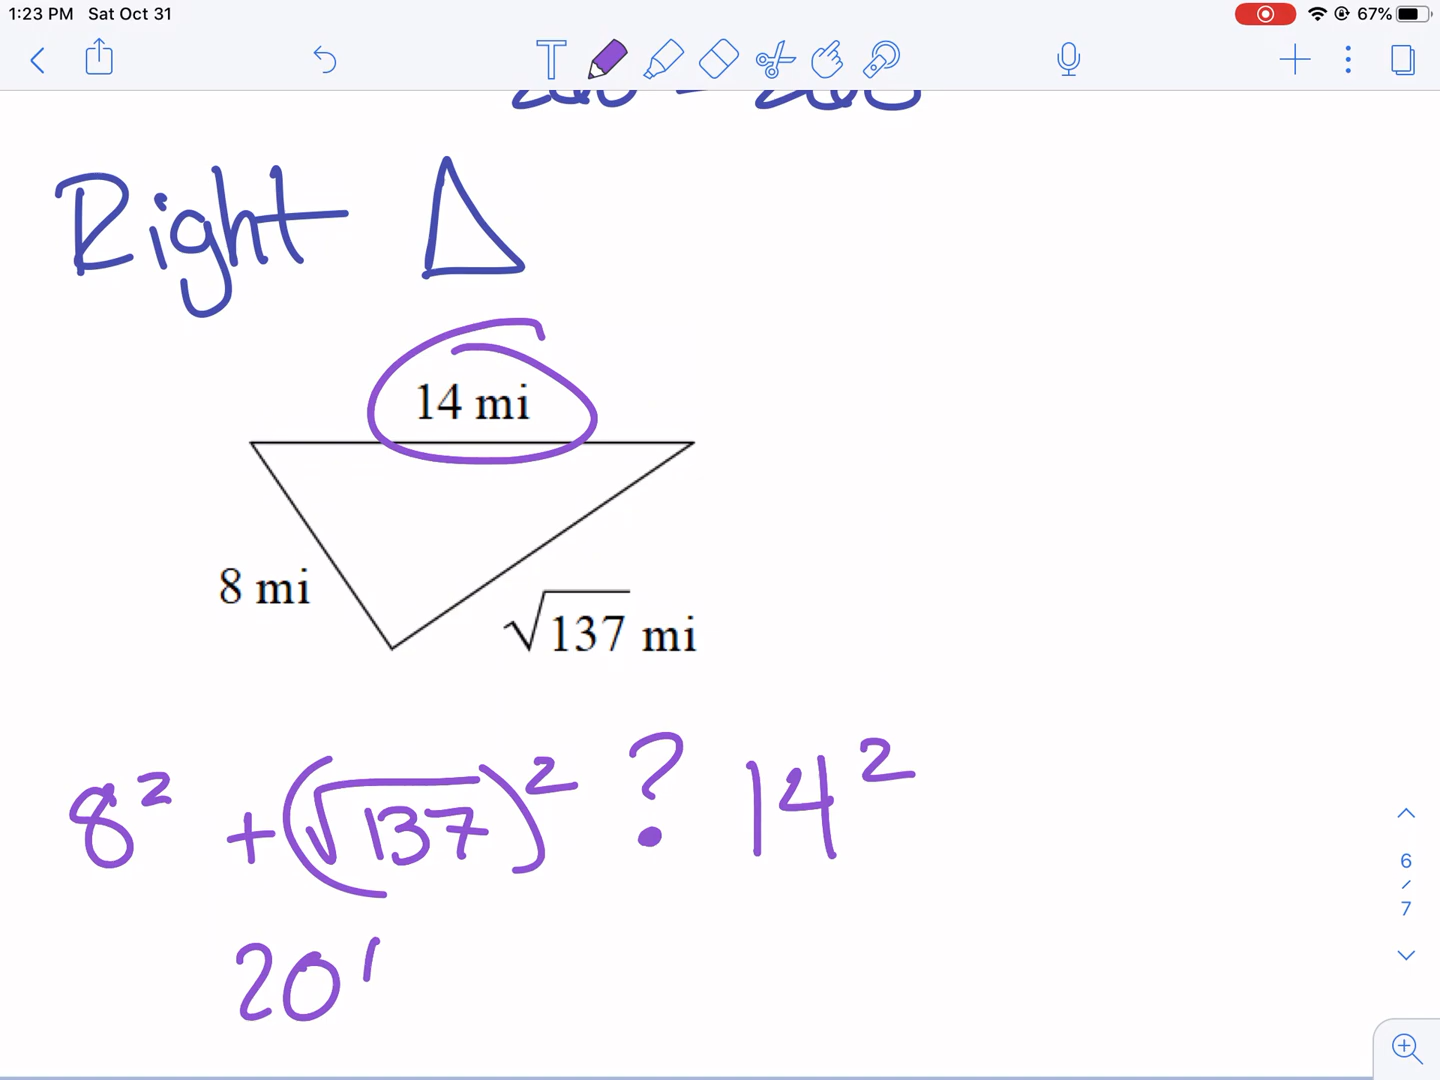 1:23 PM Sat Oct 31 67%
T
Right Δ
14 mi
8 mi
√137 mi
8² + (√137)² ? 14²
20
6
/
7